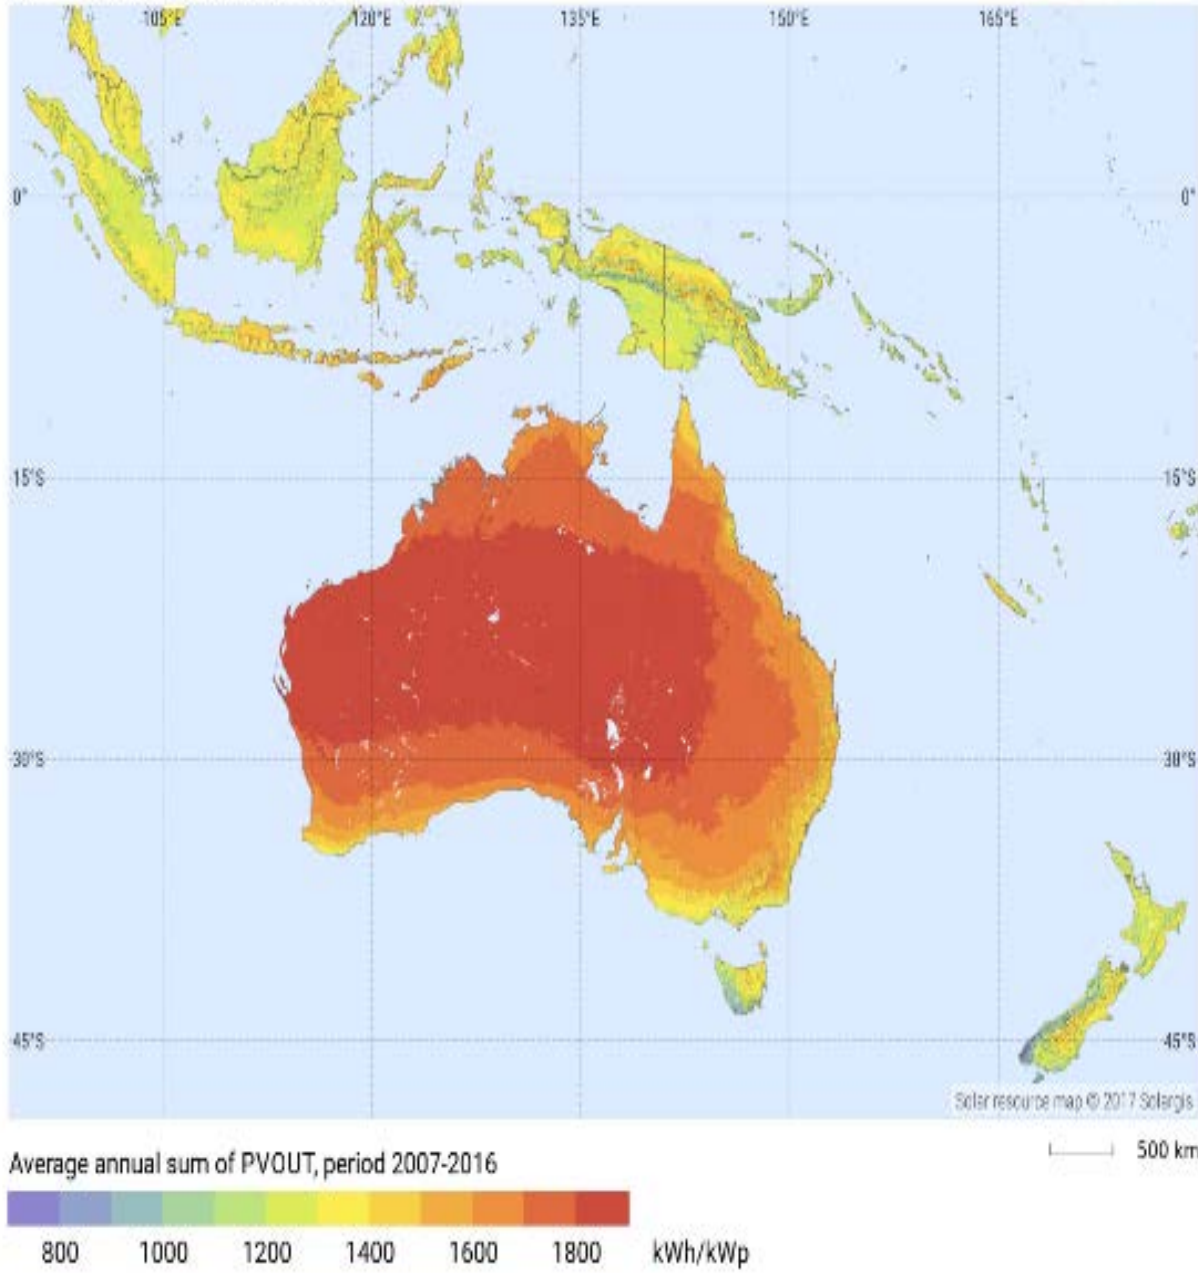 105°E 120°E 135°E 150°E 165°E
0° 0°
15°S 15°S
30°S 30°S
45°S 45°S
Solar resource map © 2017 Solargis
500 km
Average annual sum of PVOUT, period 2007-2016
800 1000 1200 1400 1600 1800 kWh/kWp